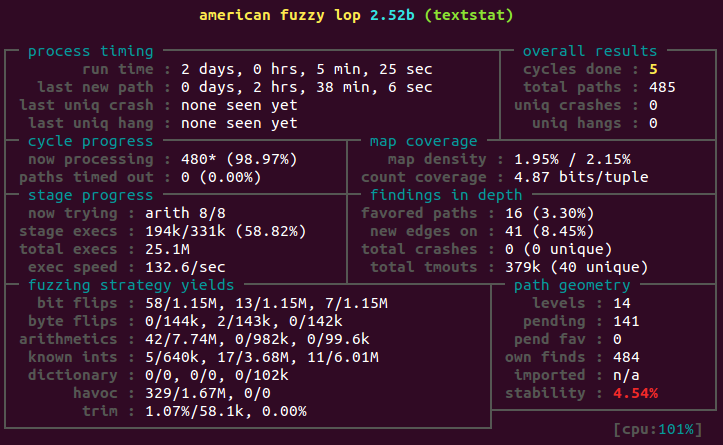 american fuzzy lop 2.52b (textstat)
process timing overall results
run time : 2 days, 0 hrs, 5 min, 25 sec cycles done : 5
last new path : 0 days, 2 hrs, 38 min, 6 sec total paths : 485
last uniq crash : none seen yet uniq crashes : 0
last uniq hang : none seen yet uniq hangs : 0
cycle progress map coverage
now processing : 480* (98.97%) map density : 1.95% / 2.15%
paths timed out : 0 (0.00%) count coverage : 4.87 bits/tuple
stage progress findings in depth
now trying : arith 8/8 favored paths : 16 (3.30%)
stage execs : 194k/331k (58.82%) new edges on : 41 (8.45%)
total execs : 25.1M total crashes : 0 (0 unique)
exec speed : 132.6/sec total tmouts : 379k (40 unique)
fuzzing strategy yields path geometry
bit flips : 58/1.15M, 13/1.15M, 7/1.15M levels : 14
byte flips : 0/144k, 2/143k, 0/142k pending : 141
arithmetics : 42/7.74M, 0/982k, 0/99.6k pend fav : 0
known ints : 5/640k, 17/3.68M, 11/6.01M own finds : 484
dictionary : 0/0, 0/0, 0/102k imported : n/a
havoc : 329/1.67M, 0/0 stability : 4.54%
trim : 1.07%/58.1k, 0.00%
[cpu:101%]